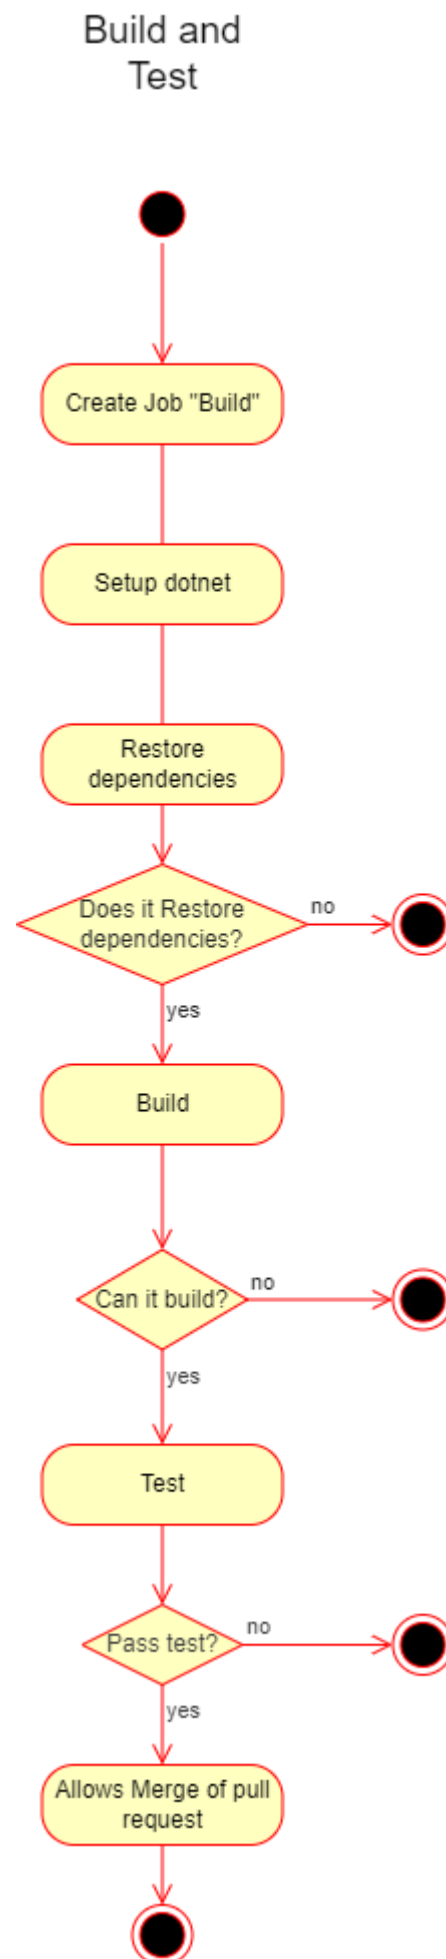 Build and
Test
Create Job "Build"
Setup dotnet
Restore
dependencies
Does it Restore
dependencies?
no
yes
Build
Can it build?
no
yes
Test
Pass test?
no
yes
Allows Merge of pull
request